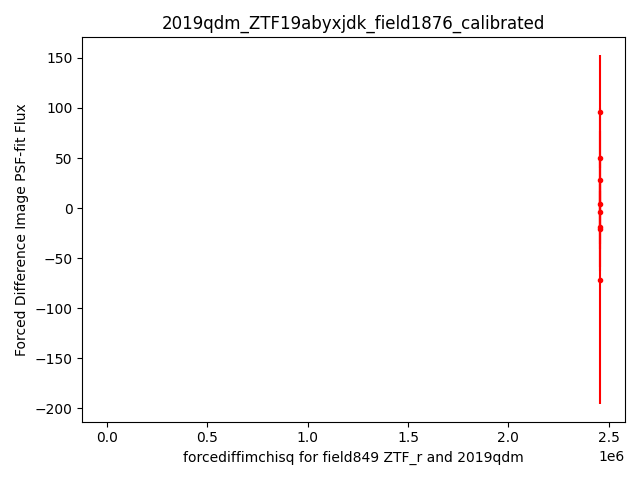 2019qdm_ZTF19abyxjdk_field1876_calibrated
150
100
50
0
−50
−100
−150
−200
Forced Difference Image PSF-fit Flux
0.0 0.5 1.0 1.5 2.0 2.5
1e6
forcediffimchisq for field849 ZTF_r and 2019qdm